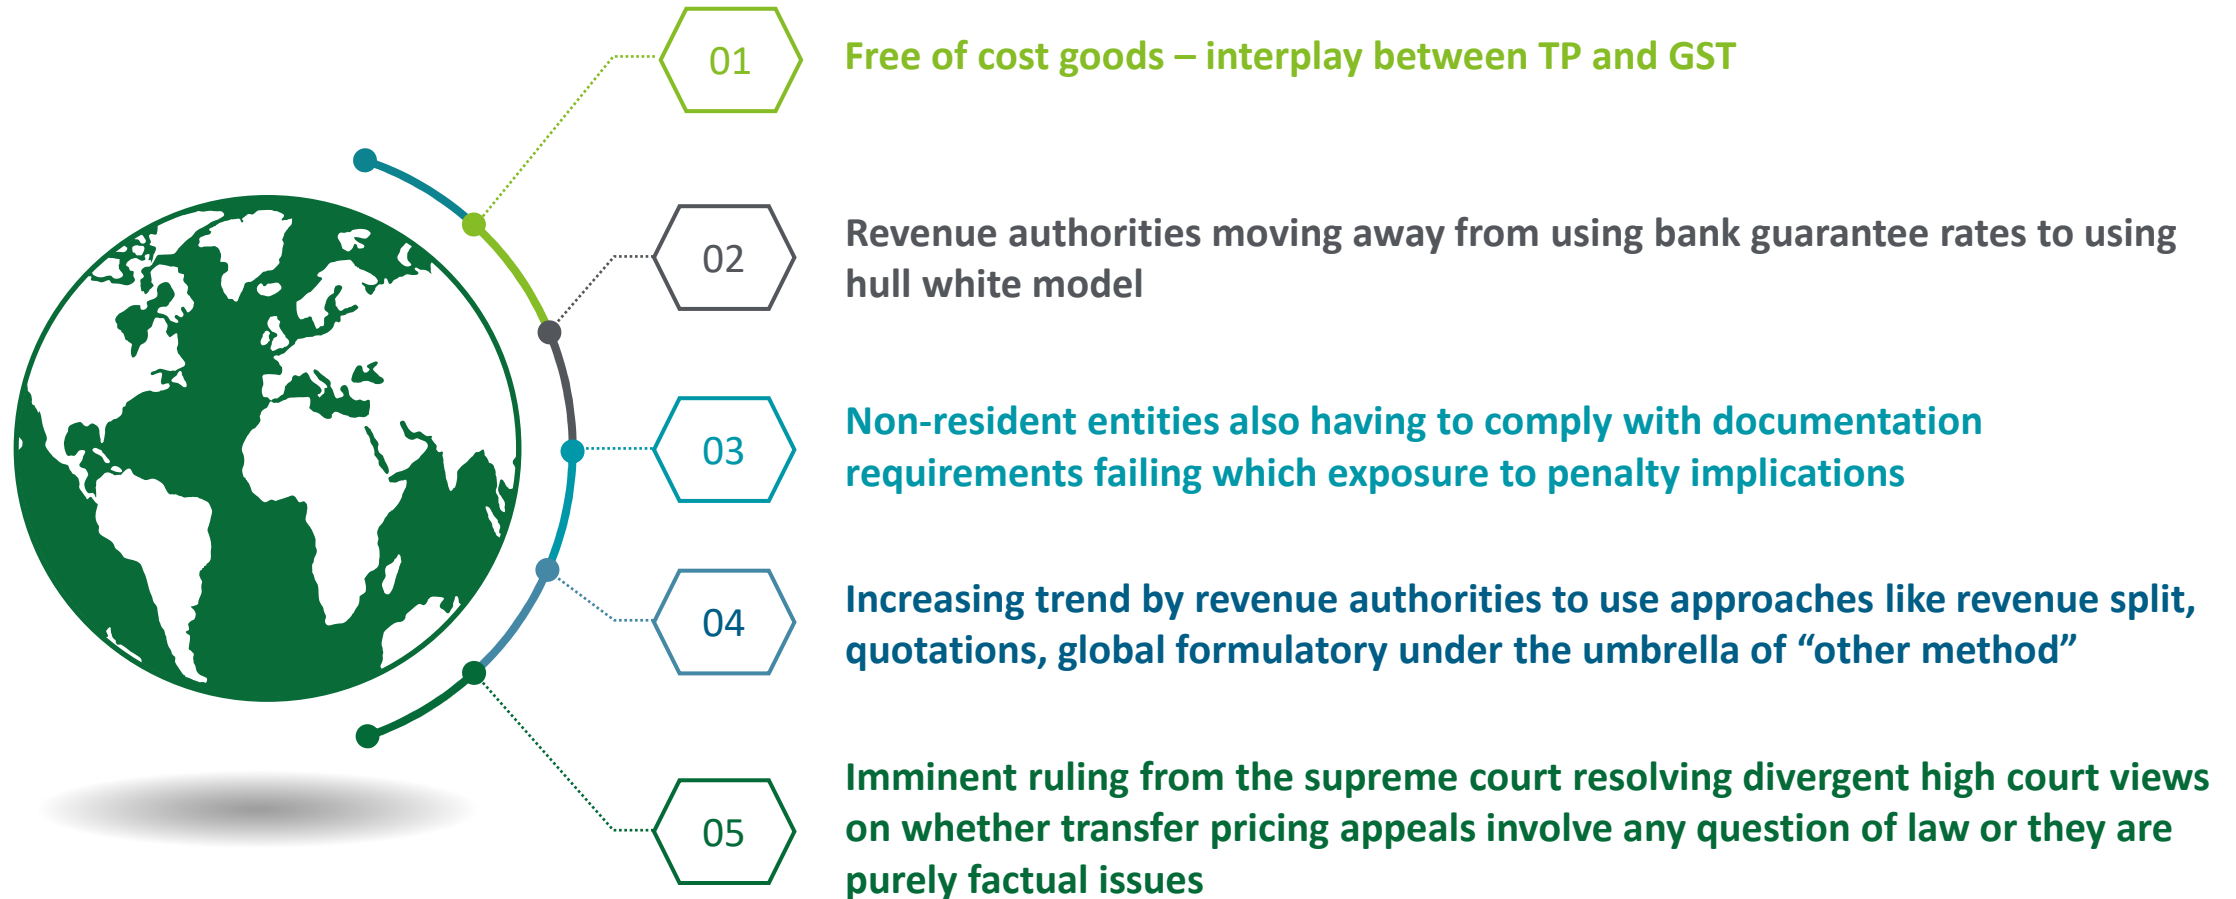 01
Free of cost goods – interplay between TP and GST
02
Revenue authorities moving away from using bank guarantee rates to using
hull white model
03
Non-resident entities also having to comply with documentation
requirements failing which exposure to penalty implications
04
Increasing trend by revenue authorities to use approaches like revenue split,
quotations, global formulatory under the umbrella of “other method”
05
Imminent ruling from the supreme court resolving divergent high court views
on whether transfer pricing appeals involve any question of law or they are
purely factual issues